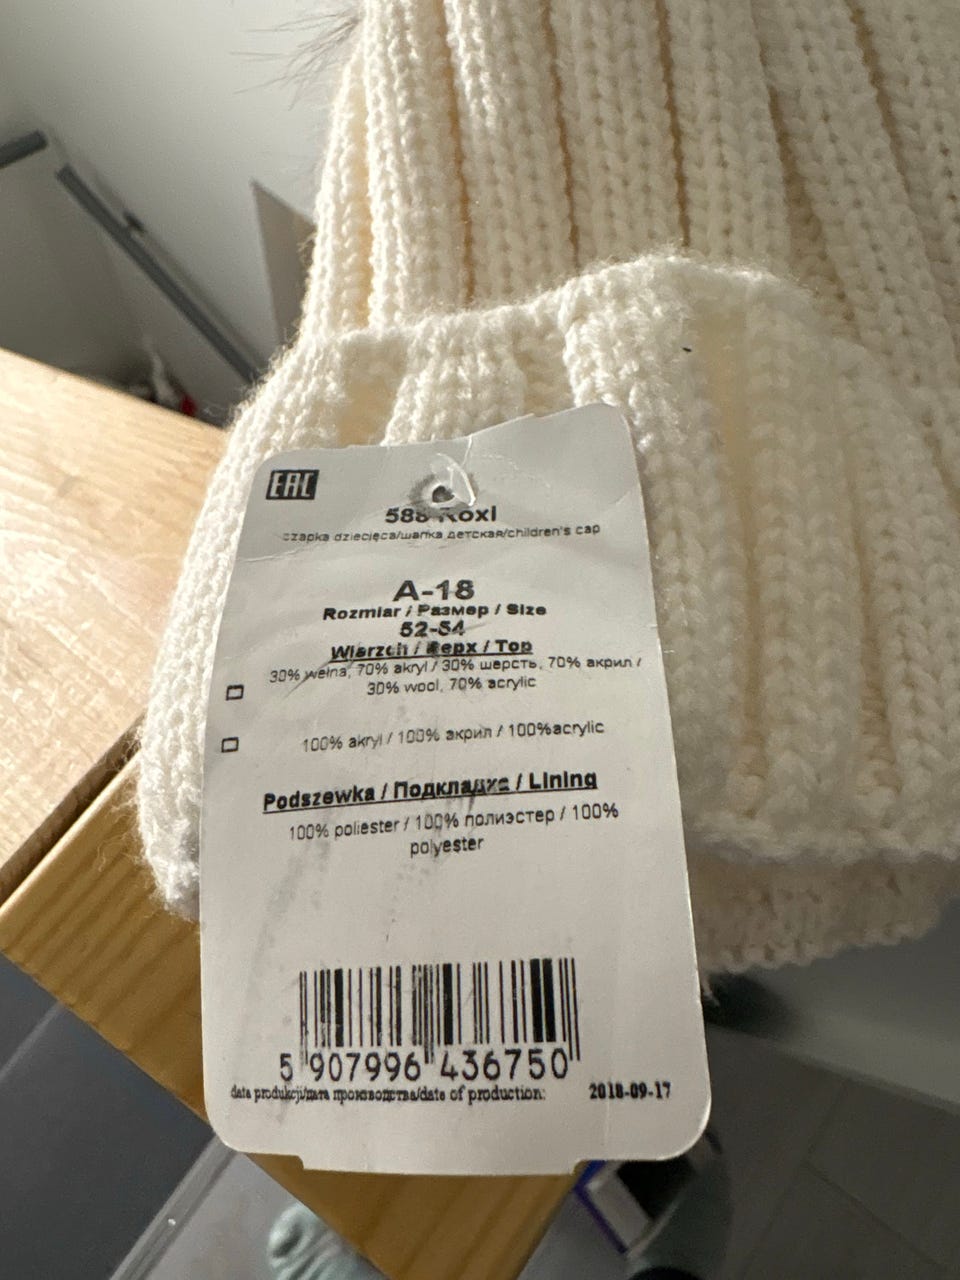 EAC
588 Roxi
czapka dziecięca/шапка детская/children's cap
A-18
Rozmiar / Размер / Size
52-54
Wierzch / Верх / Top
30% wełna, 70% akryl / 30% шерсть, 70% акрил /
30% wool, 70% acrylic
100% akryl / 100% акрил / 100%acrylic
Podszewka / Подкладка / Lining
100% poliester / 100% полиэстер / 100%
polyester
5 907996 436750
data produkcji/дата производства/date of production: 2018-09-17